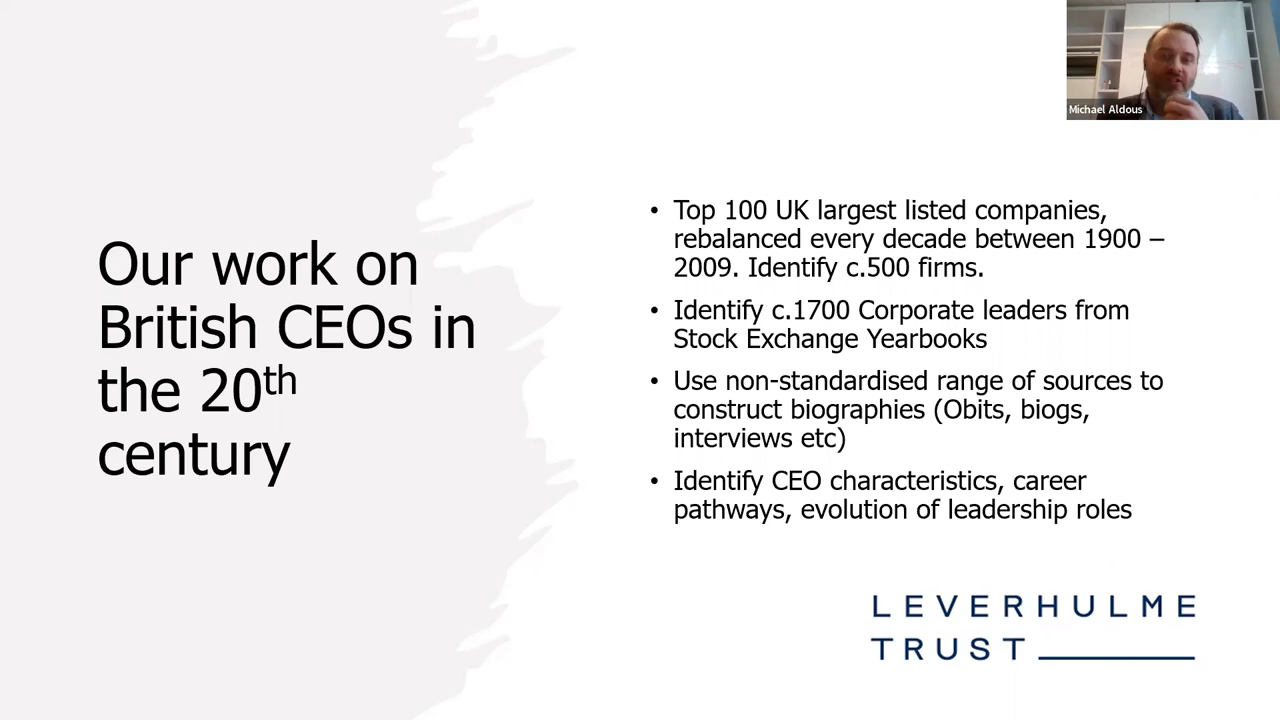 Michael Aldous
Our work on
British CEOs in
the 20th
century
• Top 100 UK largest listed companies,
rebalanced every decade between 1900 –
2009. Identify c.500 firms.
• Identify c.1700 Corporate leaders from
Stock Exchange Yearbooks
• Use non-standardised range of sources to
construct biographies (Obits, biogs,
interviews etc)
• Identify CEO characteristics, career
pathways, evolution of leadership roles
LEVERHULME
TRUST